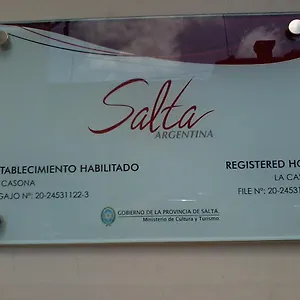 Salta
ARGENTINA
TABLECIMIENTO HABILITADO
CASONA
GAJO Nº: 20-24531122-3
REGISTERED HO
LA CAS
FILE Nº: 20-2453
GOBIERNO DE LA PROVINCIA DE SALTA.
Ministerio de Cultura y Turismo.